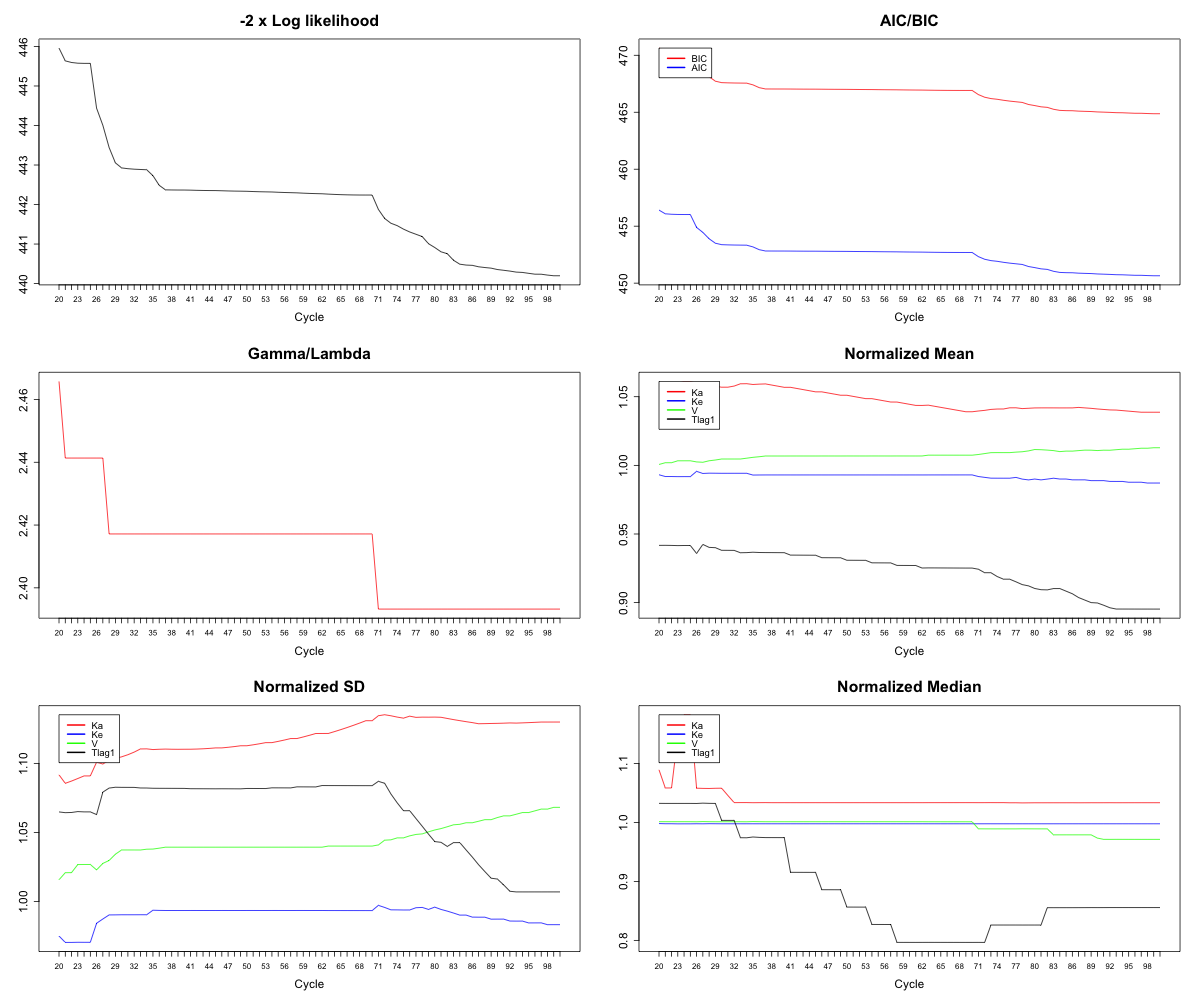 -2 x Log likelihood
446
445
444
443
442
441
440
20 23 26 29 32 35 38 41 44 47 50 53 56 59 62 65 68 71 74 77 80 83 86 89 92 95 98
Cycle
AIC/BIC
BIC
AIC
470
465
460
455
450
20 23 26 29 32 35 38 41 44 47 50 53 56 59 62 65 68 71 74 77 80 83 86 89 92 95 98
Cycle
Gamma/Lambda
2.46
2.44
2.42
2.40
20 23 26 29 32 35 38 41 44 47 50 53 56 59 62 65 68 71 74 77 80 83 86 89 92 95 98
Cycle
Normalized Mean
Ka
Ke
V
Tlag1
1.05
1.00
0.95
0.90
20 23 26 29 32 35 38 41 44 47 50 53 56 59 62 65 68 71 74 77 80 83 86 89 92 95 98
Cycle
Normalized SD
Ka
Ke
V
Tlag1
1.10
1.05
1.00
20 23 26 29 32 35 38 41 44 47 50 53 56 59 62 65 68 71 74 77 80 83 86 89 92 95 98
Cycle
Normalized Median
Ka
Ke
V
Tlag1
1.1
1.0
0.9
0.8
20 23 26 29 32 35 38 41 44 47 50 53 56 59 62 65 68 71 74 77 80 83 86 89 92 95 98
Cycle